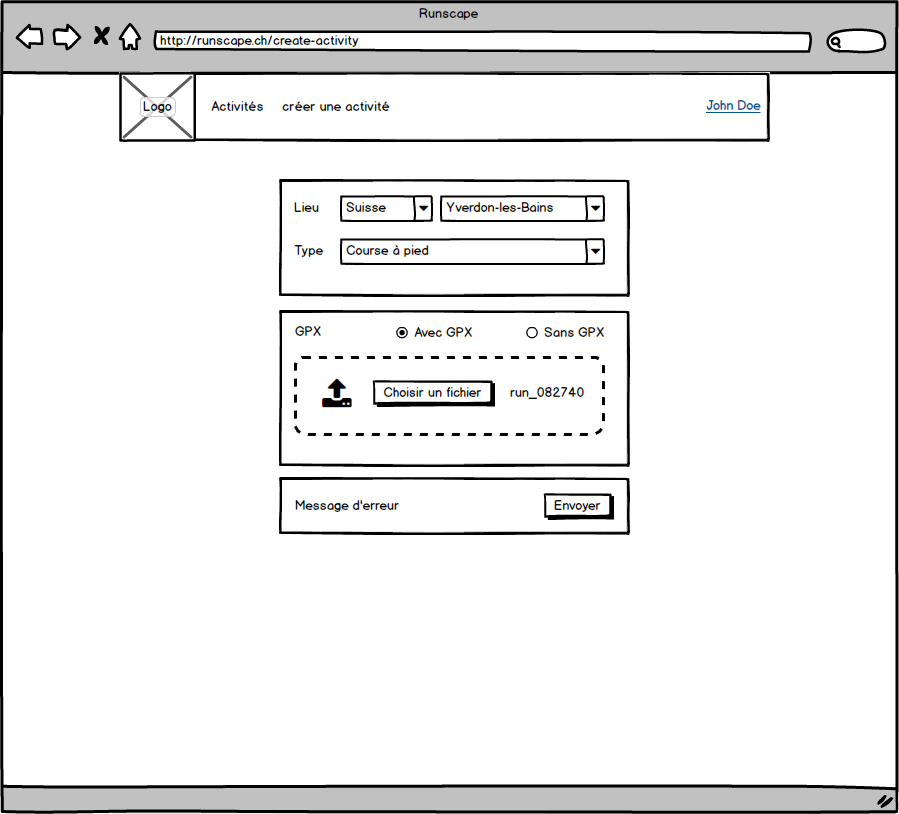 Runscape
http://runscape.ch/create-activity
Logo
Activités créer une activité
John Doe
Lieu Suisse Yverdon-les-Bains
Type Course à pied
GPX Avec GPX Sans GPX
Choisir un fichier run_082740
Message d'erreur Envoyer